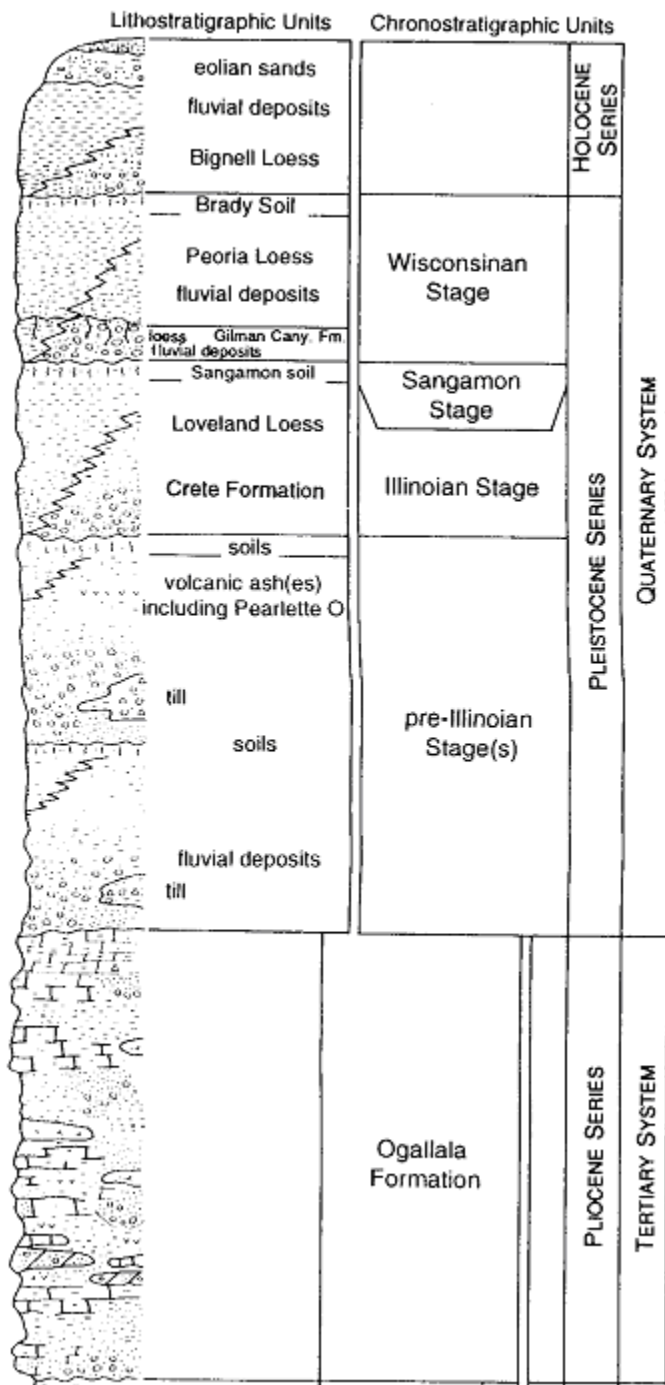 Lithostratigraphic Units
Chronostratigraphic Units
eolian sands
fluvial deposits
Bignell Loess
Brady Soil
Peoria Loess
fluvial deposits
loess Gilman Cany. Fm.
fluvial deposits
Sangamon soil
Loveland Loess
Crete Formation
soils
volcanic ash(es)
including Pearlette O
till
soils
fluvial deposits
till
Wisconsinan
Stage
Sangamon
Stage
Illinoian Stage
pre-Illinoian
Stage(s)
Ogallala
Formation
HOLOCENE
SERIES
PLEISTOCENE SERIES
PLIOCENE SERIES
QUATERNARY SYSTEM
TERTIARY SYSTEM